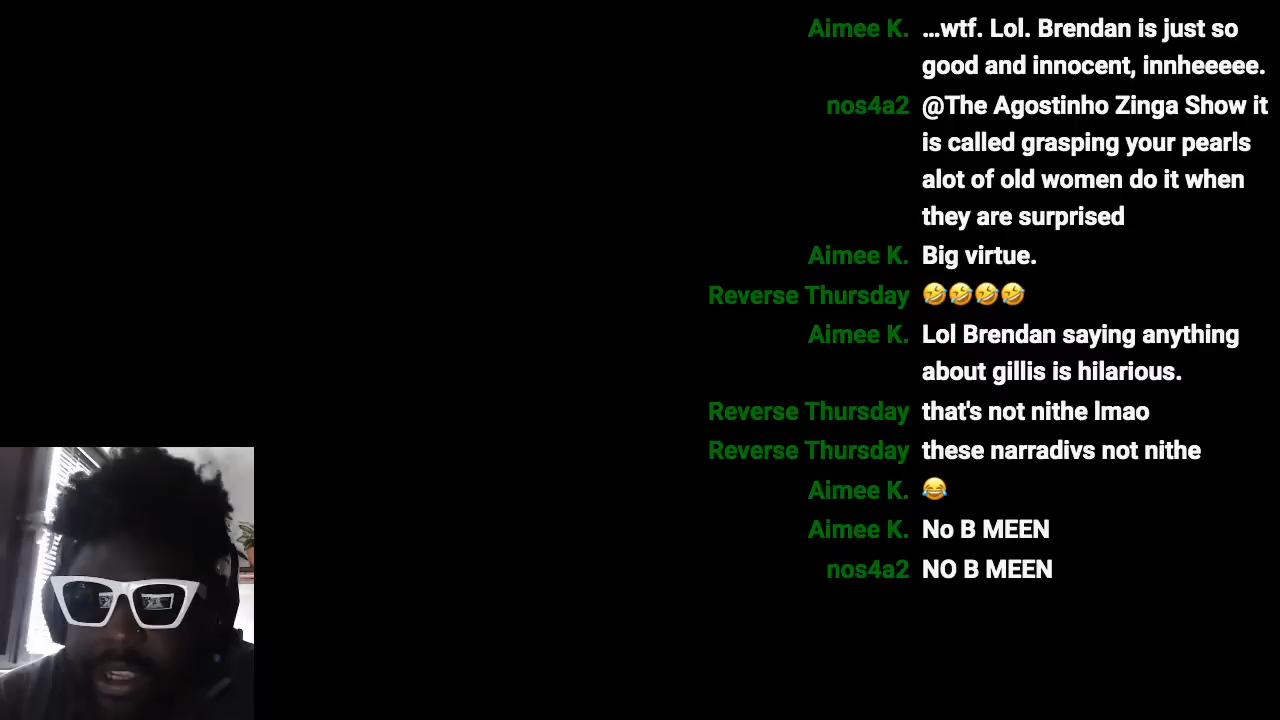 Aimee K. …wtf. Lol. Brendan is just so
good and innocent, innheeeee.
nos4a2 @The Agostinho Zinga Show it
is called grasping your pearls
alot of old women do it when
they are surprised
Aimee K. Big virtue.
Reverse Thursday 🤣🤣🤣🤣
Aimee K. Lol Brendan saying anything
about gillis is hilarious.
Reverse Thursday that's not nithe lmao
Reverse Thursday these narradivs not nithe
Aimee K. 😂
Aimee K. No B MEEN
nos4a2 NO B MEEN